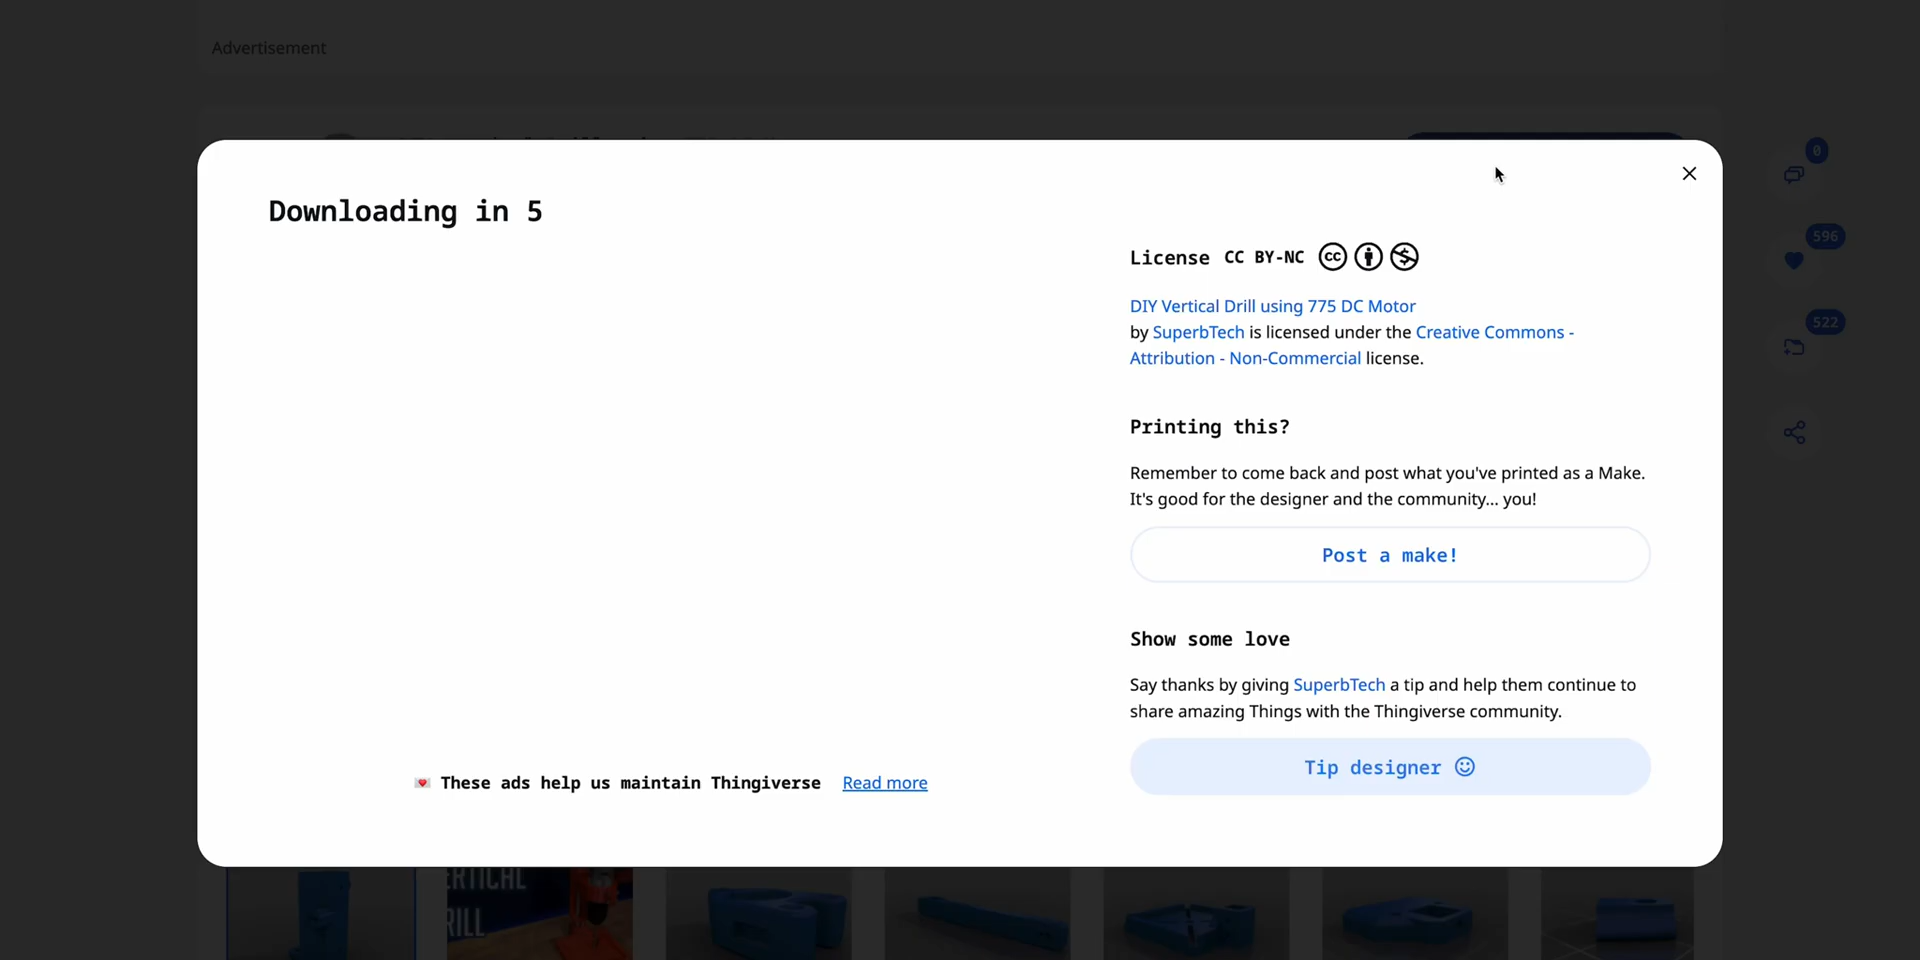 Advertisement
0
Downloading in 5
License CC BY-NC
596
DIY Vertical Drill using 775 DC Motor
by SuperbTech is licensed under the Creative Commons -
Attribution - Non-Commercial license.
522
Printing this?
Remember to come back and post what you've printed as a Make.
It's good for the designer and the community... you!
Post a make!
Show some love
Say thanks by giving SuperbTech a tip and help them continue to
share amazing Things with the Thingiverse community.
Tip designer
These ads help us maintain Thingiverse Read more